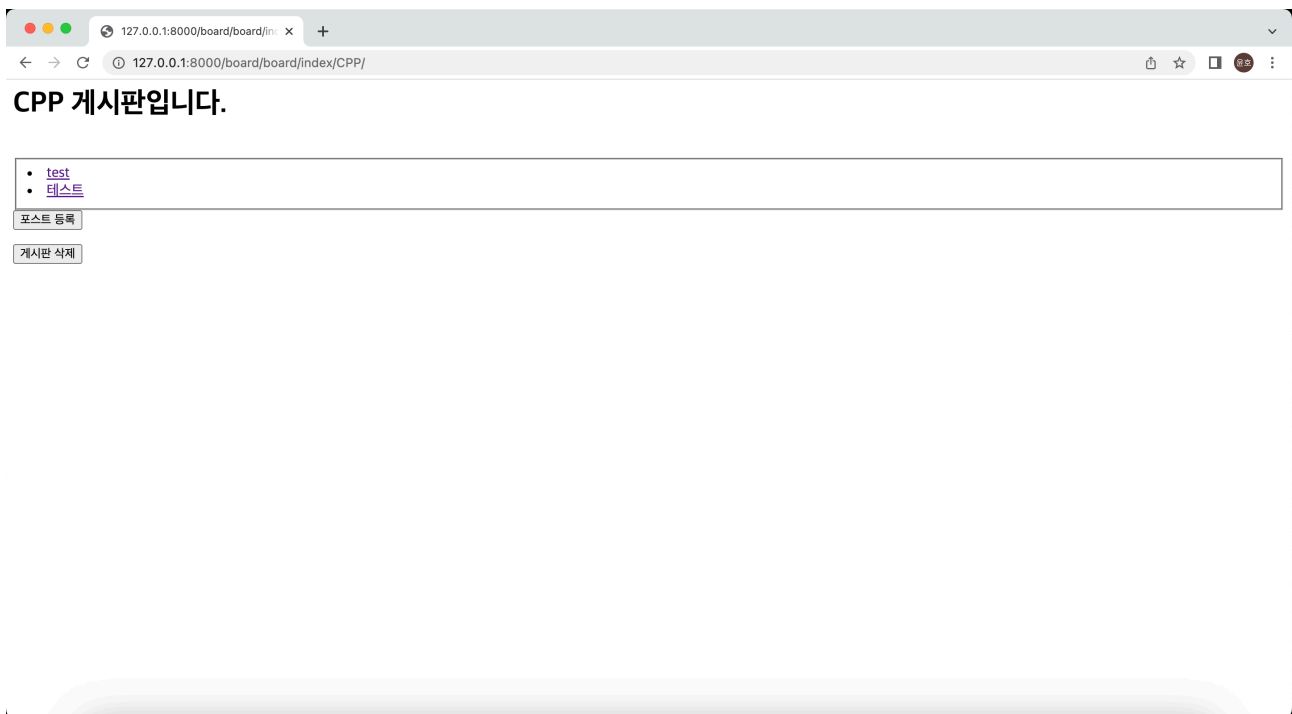 127.0.0.1:8000/board/board/in
127.0.0.1:8000/board/board/index/CPP/
윤호
CPP 게시판입니다.
test
테스트
포스트 등록
게시판 삭제